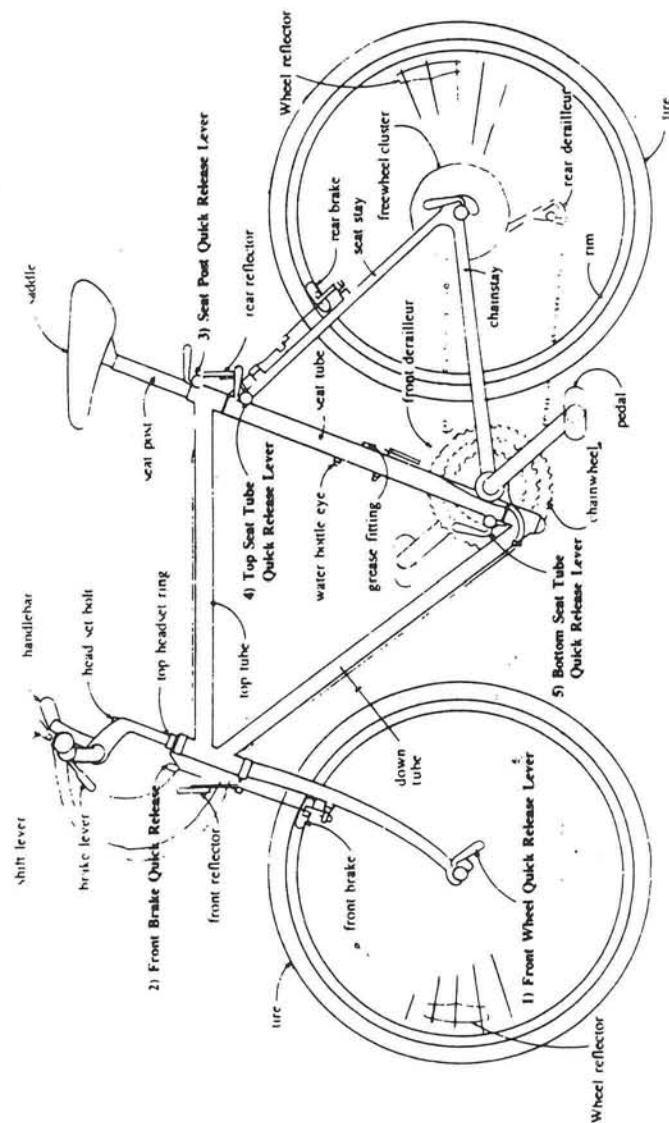 shift lever
handlebar
head set bolt
top headset ring
brake lever
2) Front Brake Quick Release
front reflector
front brake
tire
1) Front Wheel Quick Release Lever
Wheel reflector
down
tube
top tube
saddle
seat post
3) Seat Post Quick Release Lever
rear reflector
4) Top Seat Tube
Quick Release Lever
seat tube
water bottle eye
grease fitting
rear brake
seat stay
front derailleur
freewheel cluster
Wheel reflector
tire
rear derailleur
rim
chainstay
pedal
chainwheel
5) Bottom Seat Tube
Quick Release Lever